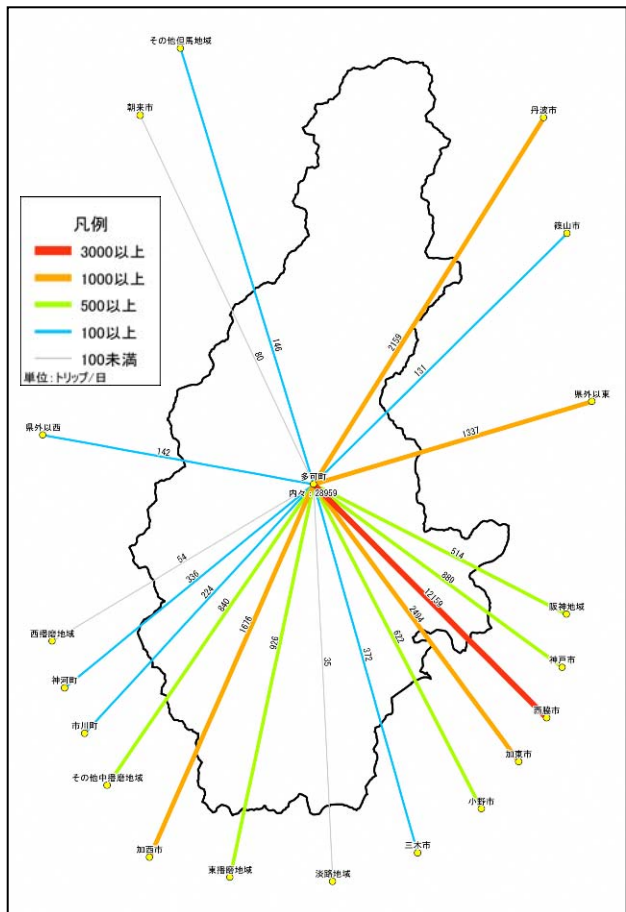 その他但馬地域
朝来市
丹波市
篠山市
凡例
3000以上
1000以上
500以上
100以上
100未満
単位:トリップ/日
146
80
2159
131
県外以東
1337
県外以西
142
多可町
内々:28959
54
336
224
840
1676
926
35
372
622
2494
12159
889
514
阪神地域
西播磨地域
神戸市
神河町
西脇市
市川町
加東市
その他中播磨地域
小野市
加西市
三木市
東播磨地域
淡路地域